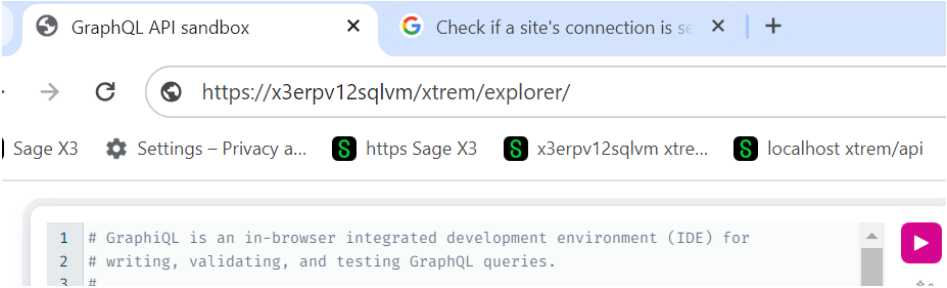 GraphQL API sandbox
Check if a site's connection is se
https://x3erpv12sqlvm/xtrem/explorer/
Sage X3 Settings – Privacy a... S https Sage X3 S x3erpv12sqlvm xtre... S localhost xtrem/api
1 # GraphiQL is an in-browser integrated development environment (IDE) for
2 # writing, validating, and testing GraphQL queries.
3 #